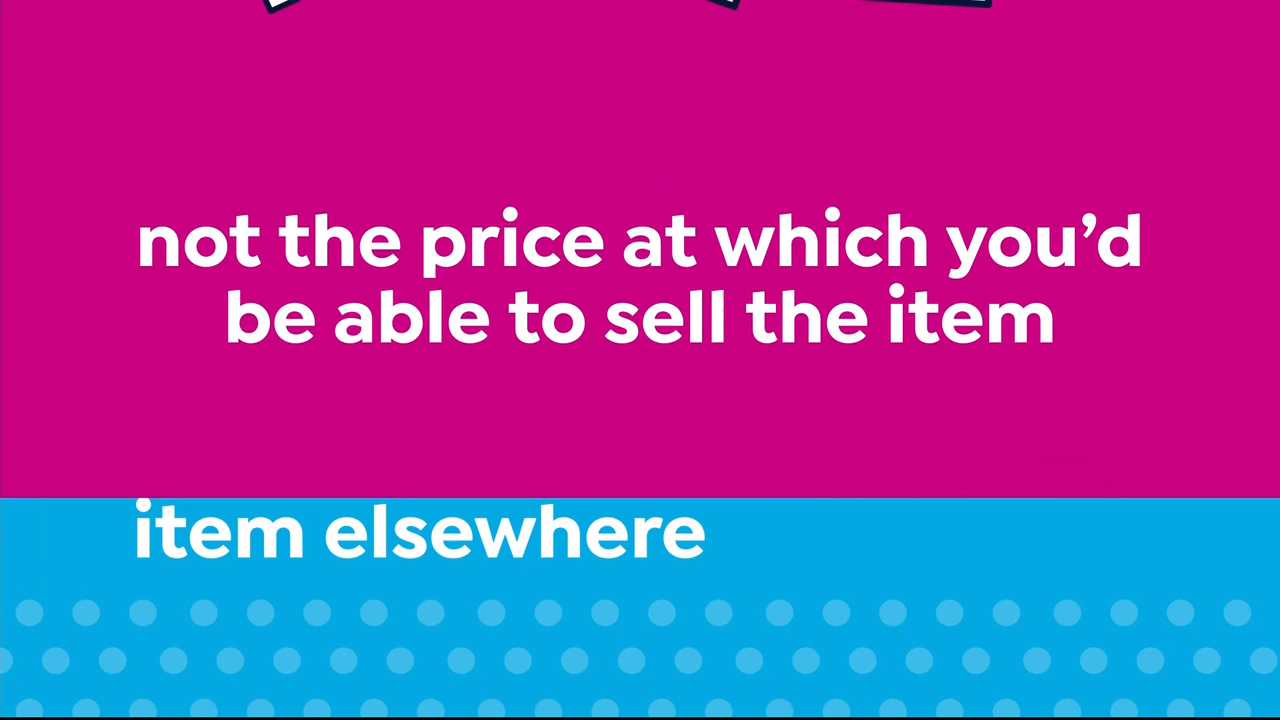 not the price at which you’d
be able to sell the item
item elsewhere